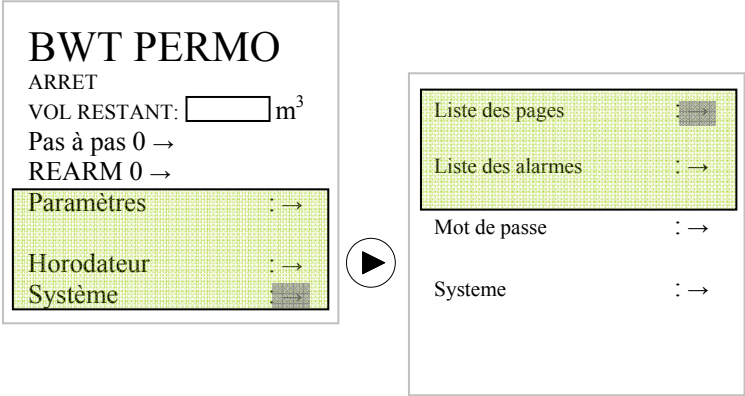 BWT PERMO
ARRET
VOL RESTANT: m³
Pas à pas 0 →
REARM 0 →
Paramètres : →
Horodateur : →
Système : →
Liste des pages : →
Liste des alarmes : →
Mot de passe : →
Systeme : →